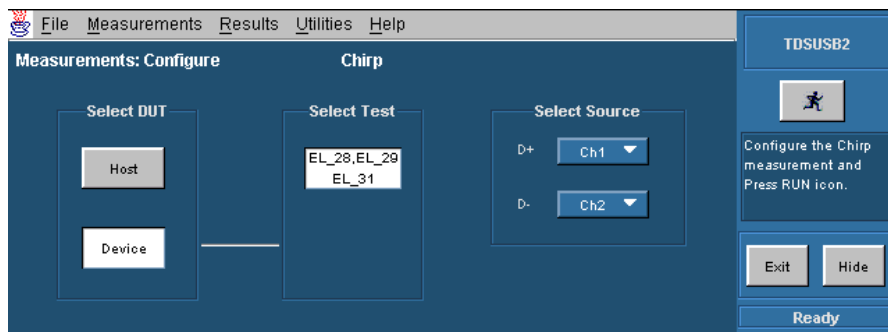 File Measurements Results Utilities Help
Measurements: Configure Chirp
Select DUT
Host
Device
Select Test
EL_28,EL_29
EL_31
Select Source
D+ Ch1
D- Ch2
TDSUSB2
Configure the Chirp
measurement and
Press RUN icon.
Exit Hide
Ready